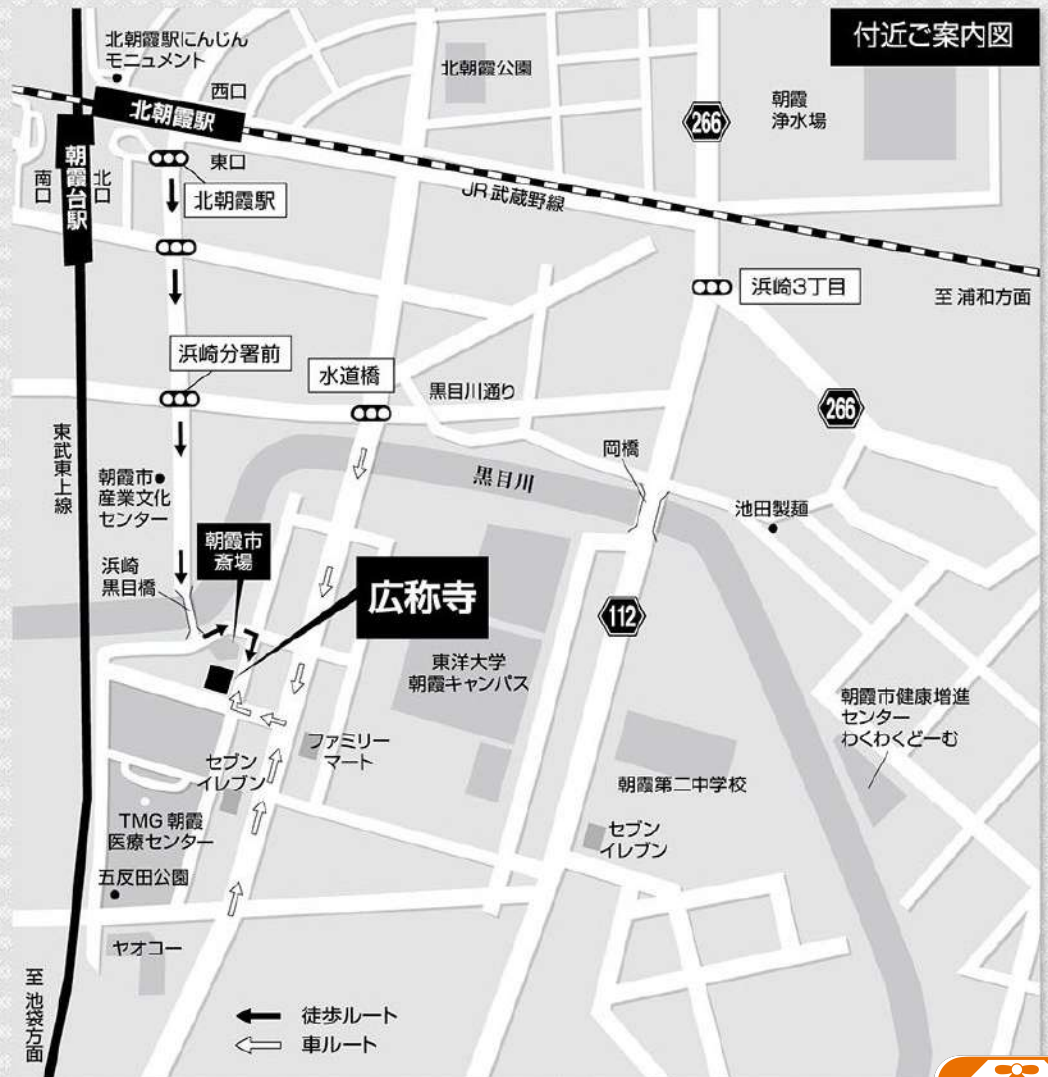 付近ご案内図
北朝霞駅にんじん
モニュメント
西口
北朝霞駅
東口
北朝霞公園
266
朝霞
浄水場
朝霞台駅
南口
北口
北朝霞駅
JR武蔵野線
浜崎3丁目
至 浦和方面
浜崎分署前
水道橋
黒目川通り
266
東武東上線
朝霞市
産業文化
センター
黒目川
岡橋
池田製麺
朝霞市
斎場
浜崎
黒目橋
広称寺
112
東洋大学
朝霞キャンパス
朝霞市健康増進
センター
わくわくどーむ
ファミリー
マート
セブン
イレブン
朝霞第二中学校
TMG 朝霞
医療センター
セブン
イレブン
五反田公園
ヤオコー
至 池袋方面
徒歩ルート
車ルート